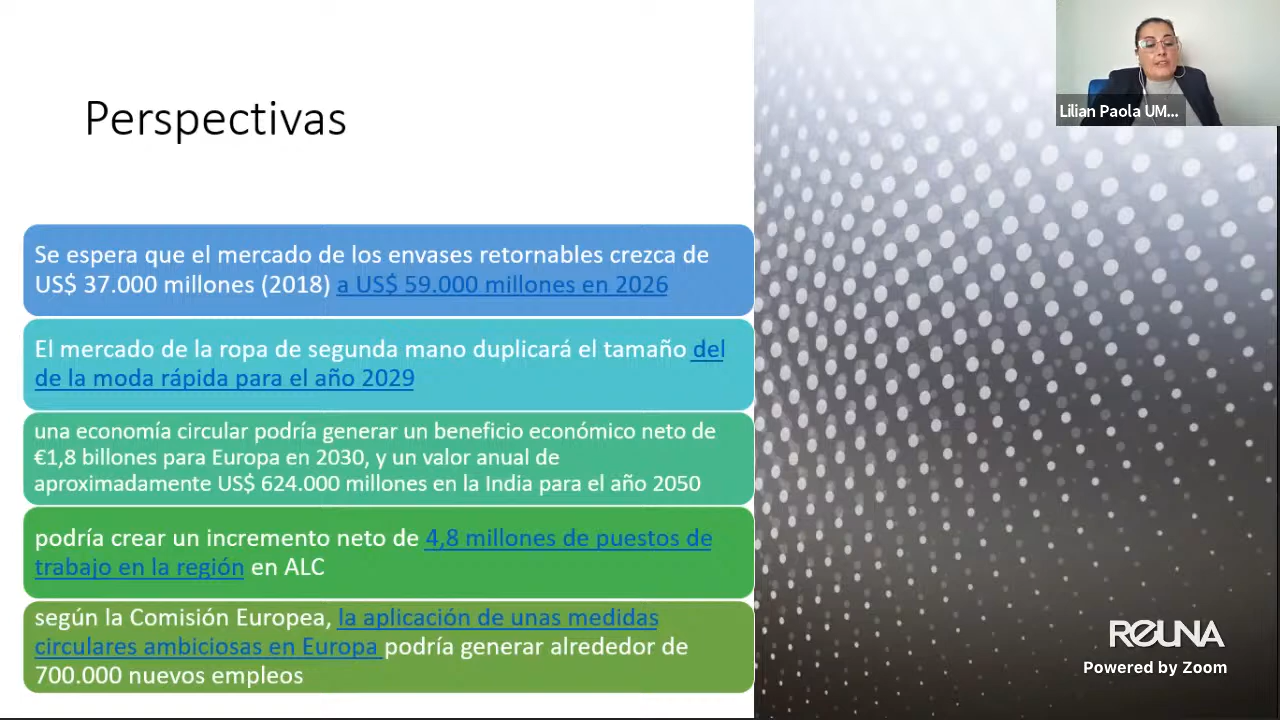 Perspectivas
Se espera que el mercado de los envases retornables crezca de
US$ 37.000 millones (2018) a US$ 59.000 millones en 2026
El mercado de la ropa de segunda mano duplicará el tamaño del
de la moda rápida para el año 2029
una economía circular podría generar un beneficio económico neto de
€1,8 billones para Europa en 2030, y un valor anual de
aproximadamente US$ 624.000 millones en la India para el año 2050
podría crear un incremento neto de 4,8 millones de puestos de
trabajo en la región en ALC
según la Comisión Europea, la aplicación de unas medidas
circulares ambiciosas en Europa podría generar alrededor de
700.000 nuevos empleos
Lilian Paola UM...
REUNA
Powered by Zoom